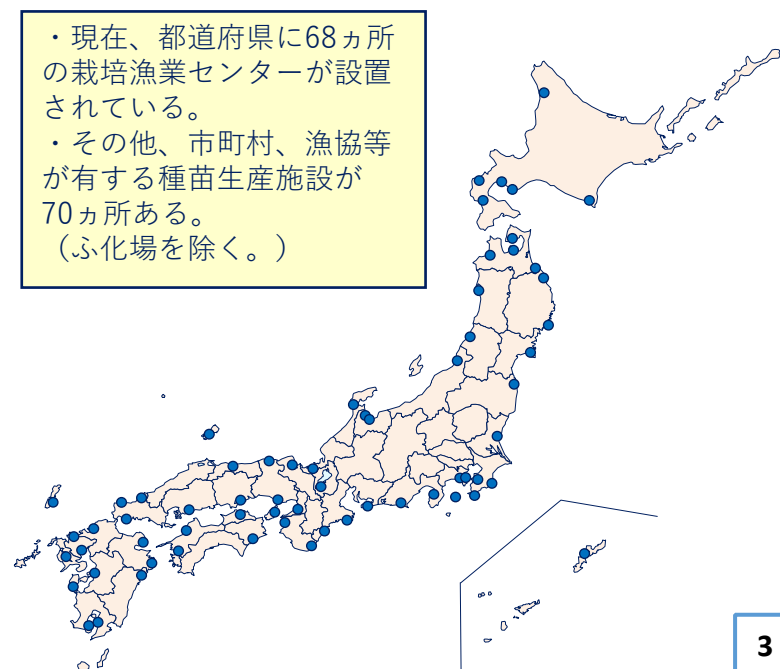 ・現在、都道府県に68ヵ所
の栽培漁業センターが設置
されている。
・その他、市町村、漁協等
が有する種苗生産施設が
70ヵ所ある。
（ふ化場を除く。）
3